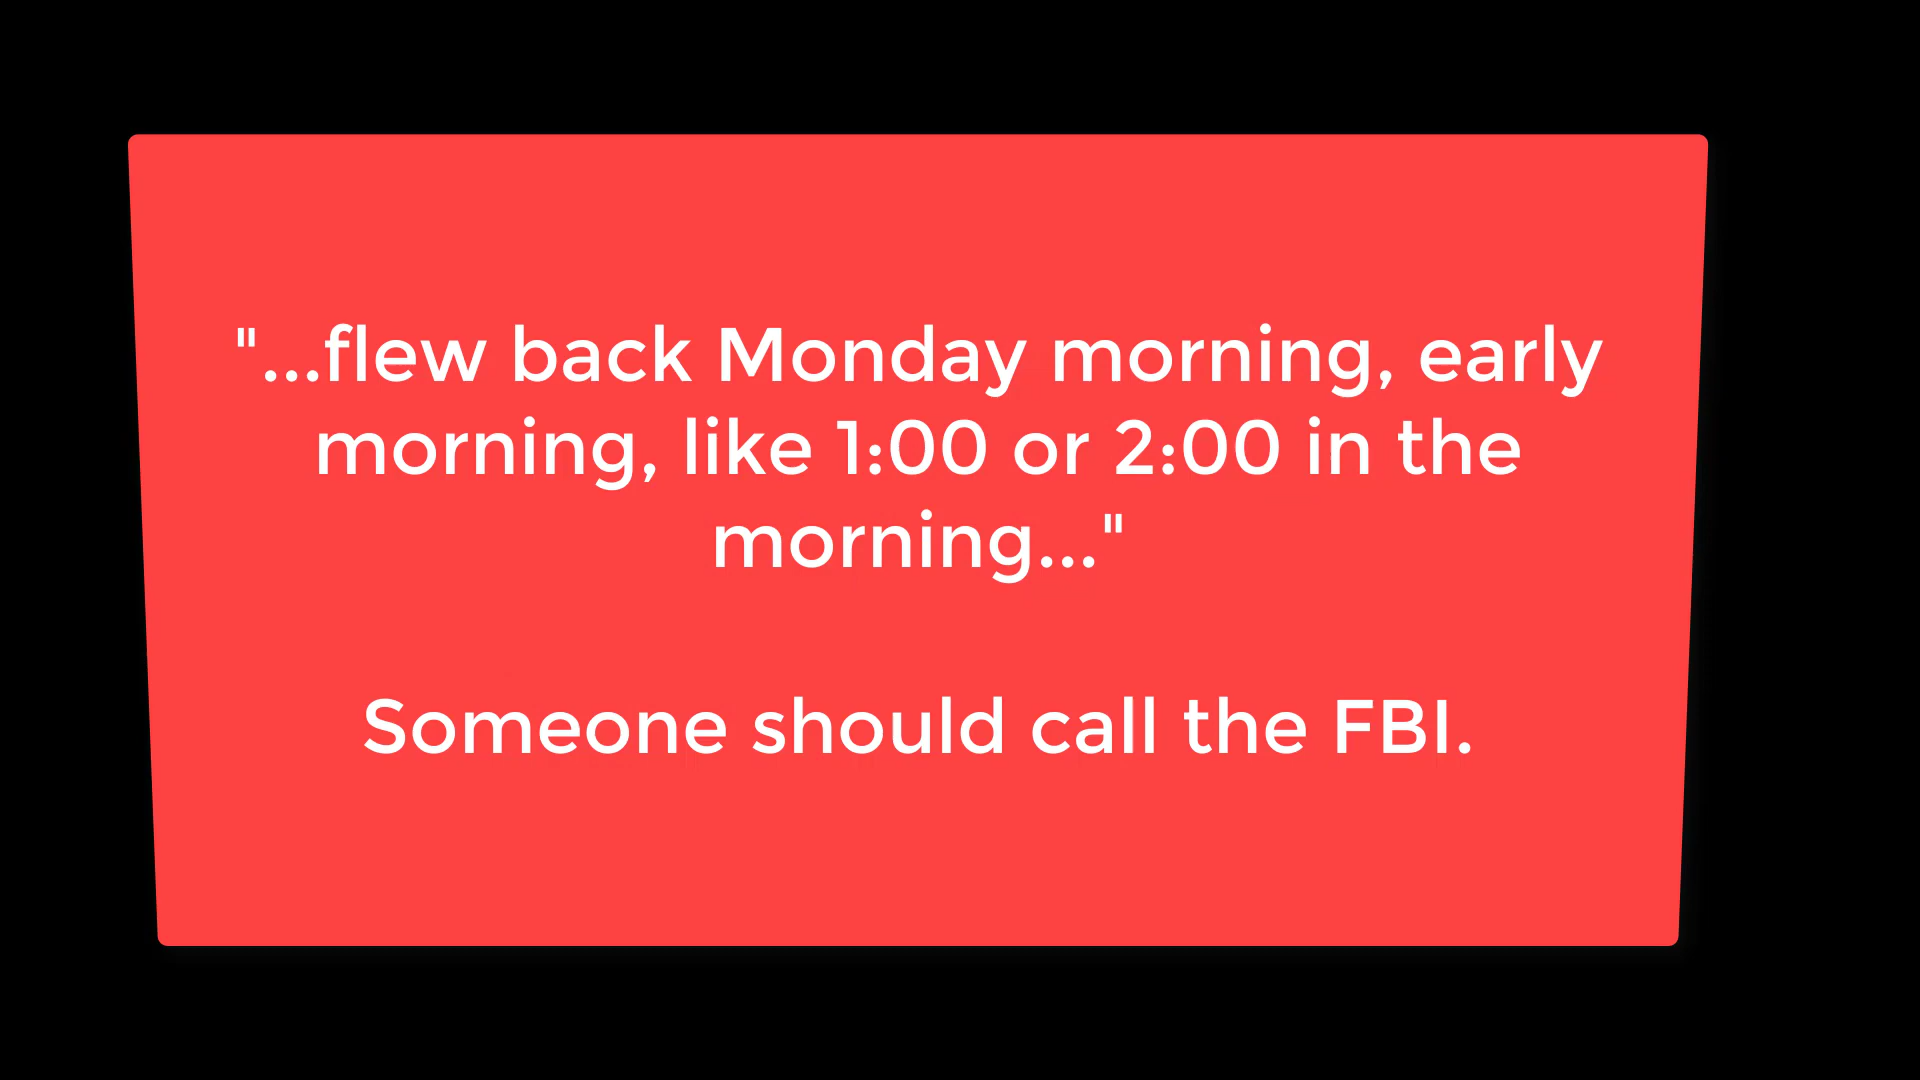 "...flew back Monday morning, early
morning, like 1:00 or 2:00 in the
morning..."
Someone should call the FBI.